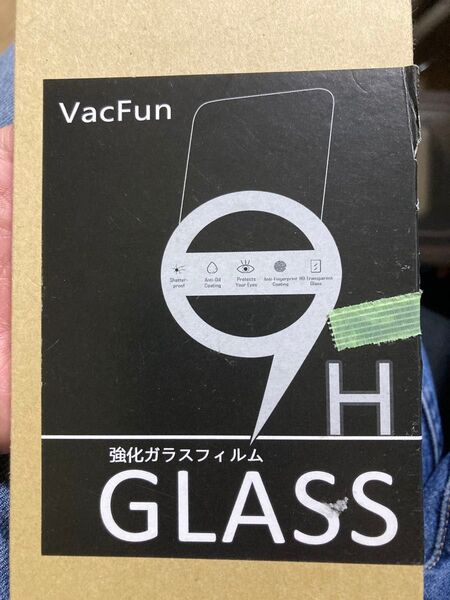 VacFun
9
Shatter-proof
Anti-Oil Coating
Protects Your Eyes
Anti-Fingerprint Coating
HD Transparent Glass
H
強化ガラスフィルム
GLASS